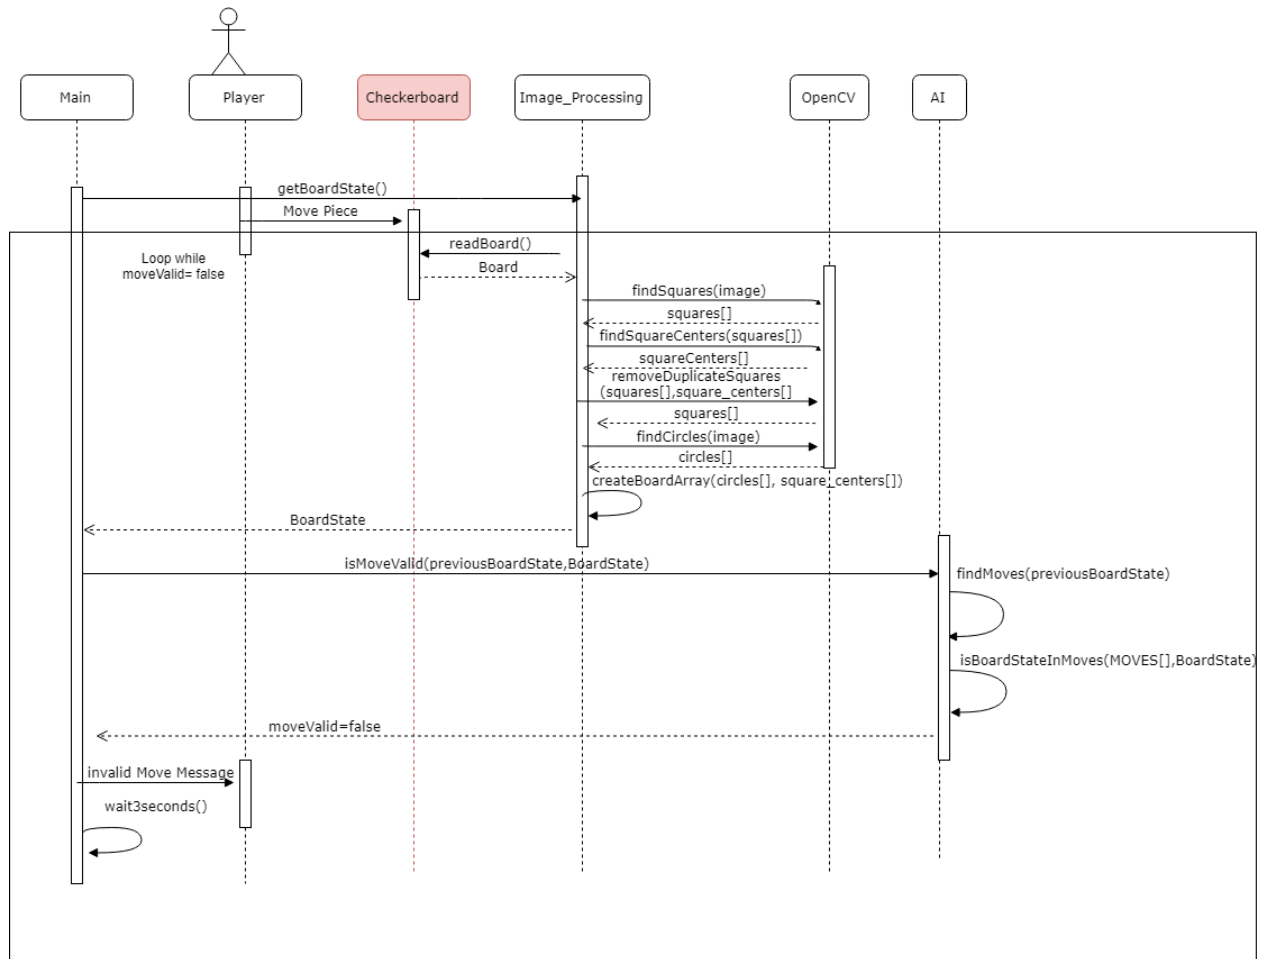 Main
Player
Checkerboard
Image_Processing
OpenCV
AI
getBoardState()
Move Piece
Loop while
moveValid= false
readBoard()
Board
findSquares(image)
squares[]
findSquareCenters(squares[])
squareCenters[]
removeDuplicateSquares
(squares[],square_centers[]
squares[]
findCircles(image)
circles[]
createBoardArray(circles[], square_centers[])
BoardState
isMoveValid(previousBoardState,BoardState)
findMoves(previousBoardState)
isBoardStateInMoves(MOVES[],BoardState)
moveValid=false
invalid Move Message
wait3seconds()